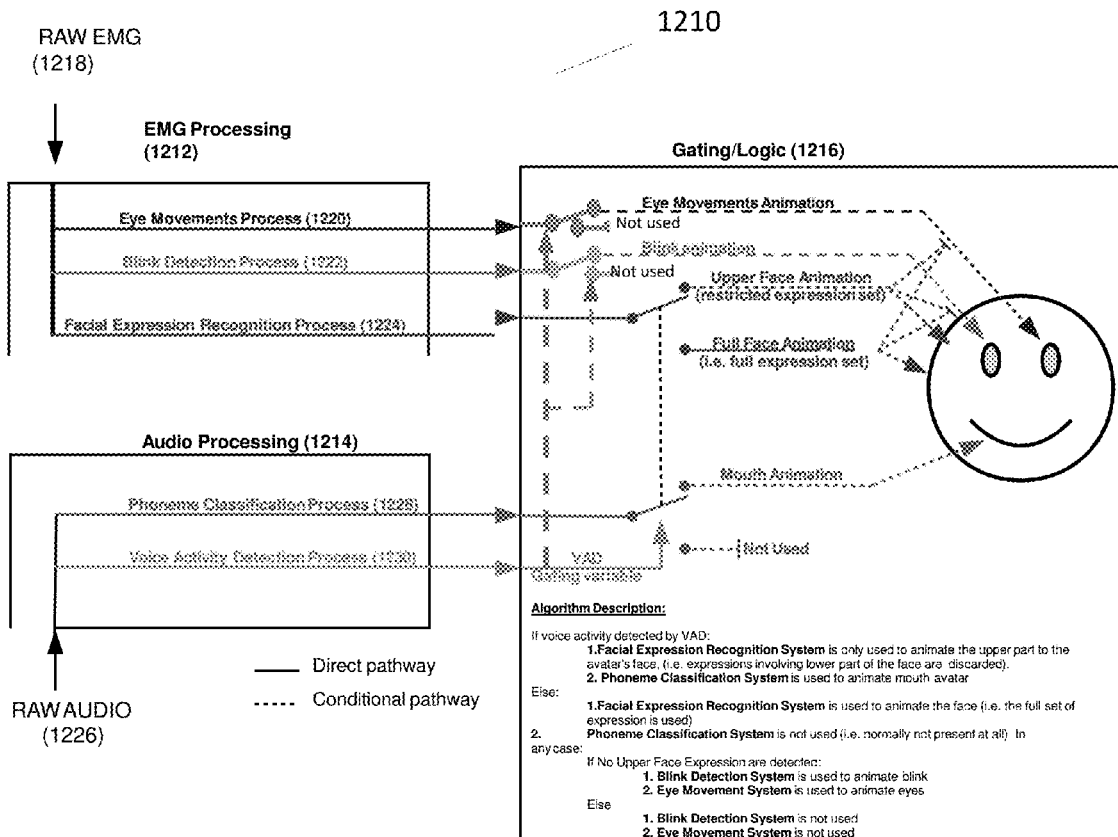 1210
RAW EMG
(1218)
EMG Processing
(1212)
Gating/Logic (1216)
Eye Movements Process (1220)
Eye Movements Animation
Not used
Blink Detection Process (1222)
Blink animation
Not used
Upper Face Animation
(restricted expression set)
Facial Expression Recognition Process (1224)
Full Face Animation
(i.e. full expression set)
Audio Processing (1214)
Mouth Animation
Phoneme Classification Process (1228)
Voice Activity Detection Process (1230)
VAD
Gating variable
Not Used
Algorithm Description:
If voice activity detected by VAD:
1.Facial Expression Recognition System is only used to animate the upper part to the
avatar's face, (i.e. expressions involving lower part of the face are discarded).
2. Phoneme Classification System is used to animate mouth avatar
Else:
1.Facial Expression Recognition System is used to animate the face (i.e. the full set of
expression is used)
2. Phoneme Classification System is not used (i.e. normally not present at all) In
any case:
If No Upper Face Expression are detected:
1. Blink Detection System is used to animate blink
2. Eye Movement System is used to animate eyes
Else
1. Blink Detection System is not used
2. Eye Movement System is not used
Direct pathway
Conditional pathway
RAW AUDIO
(1226)